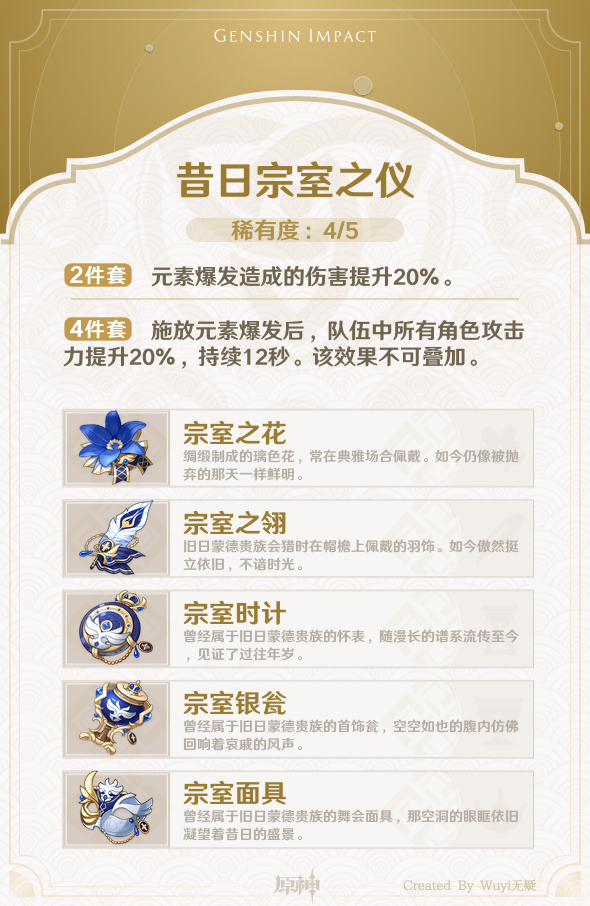 GENSHIN IMPACT
昔日宗室之仪
稀有度：4/5
2件套 元素爆发造成的伤害提升20%。
4件套 施放元素爆发后，队伍中所有角色攻击
力提升20%，持续12秒。该效果不可叠加。
宗室之花
绸缎制成的璃色花，常在典雅场合佩戴。如今仍像被抛
弃的那天一样鲜明。
宗室之翎
旧日蒙德贵族会猎时在帽檐上佩戴的羽饰。如今傲然挺
立依旧，不谙时光。
宗室时计
曾经属于旧日蒙德贵族的怀表，随漫长的谱系流传至今
，见证了过往年岁。
宗室银瓮
曾经属于旧日蒙德贵族的首饰瓮，空空如也的腹内仿佛
回响着哀戚的风声。
宗室面具
曾经属于旧日蒙德贵族的舞会面具，那空洞的眼眶依旧
凝望着昔日的盛景。
原神
Created By Wuyi无疑